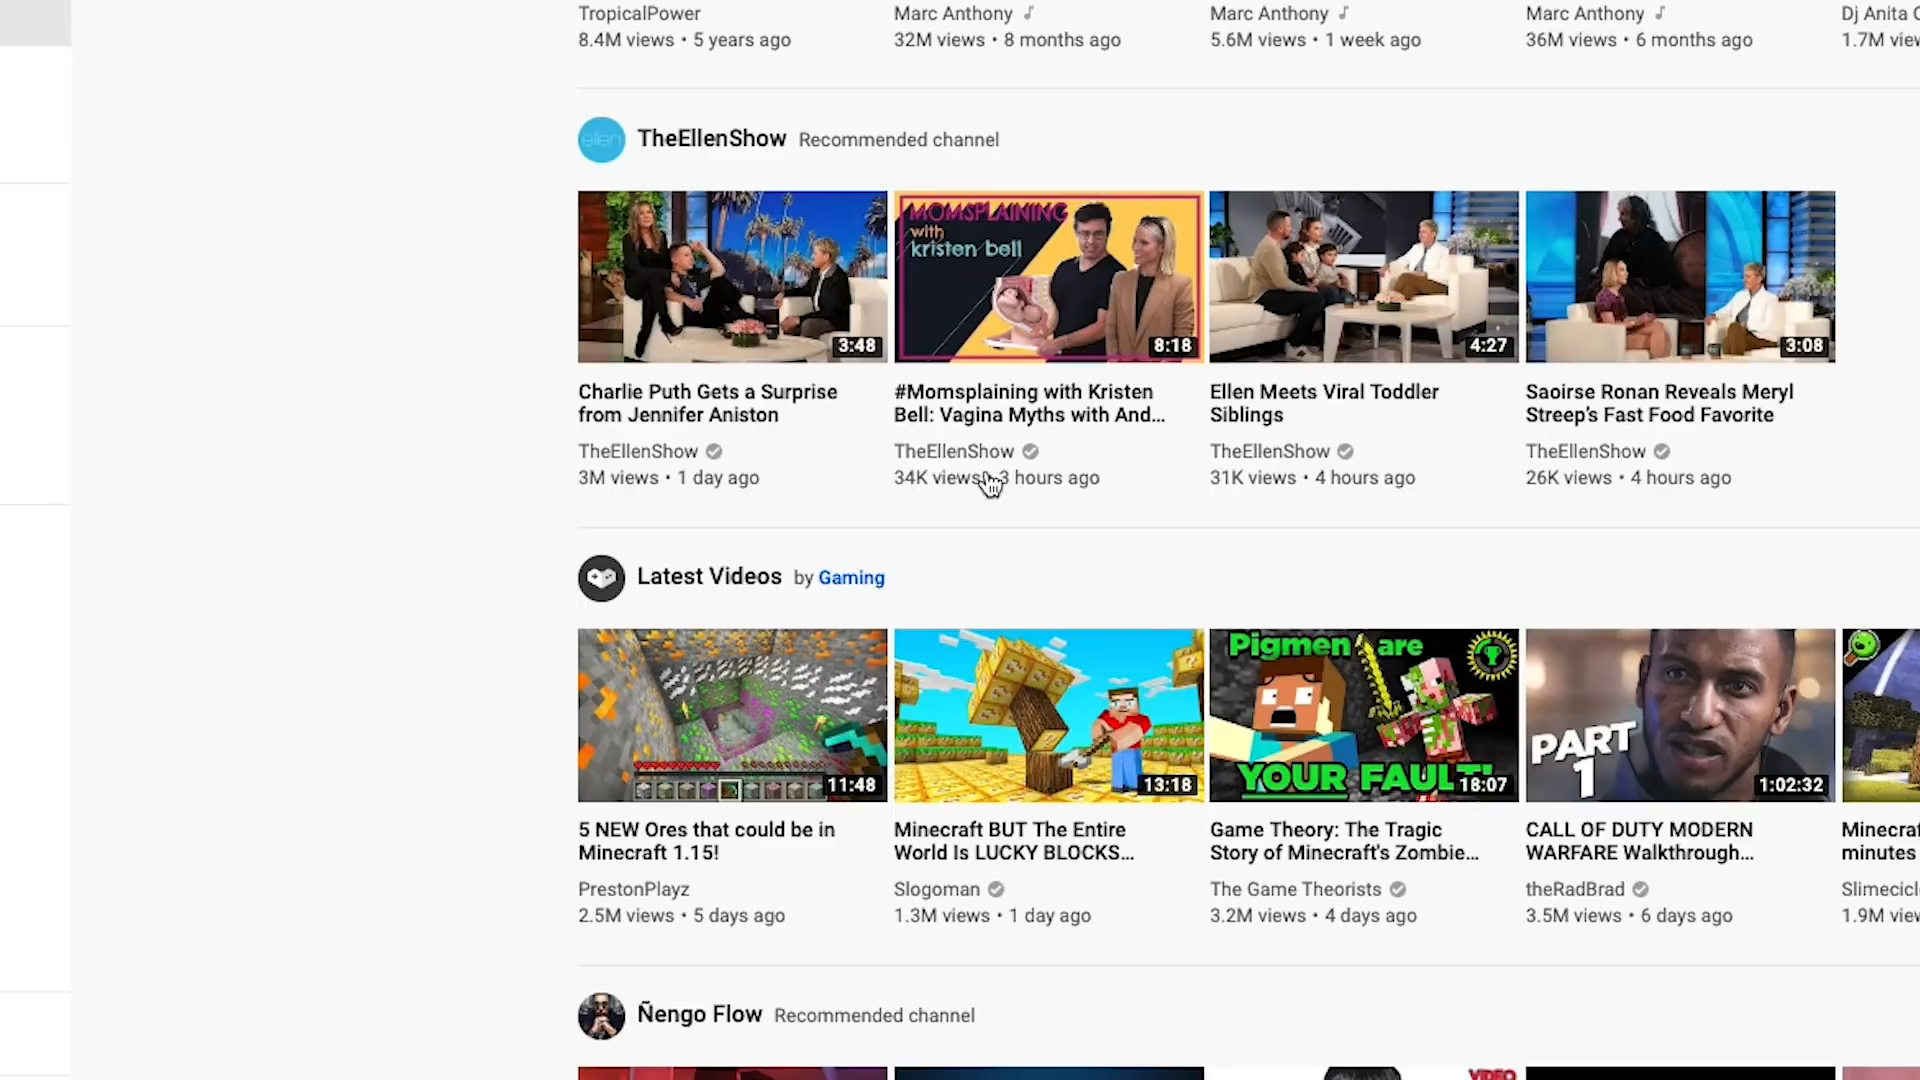 TropicalPower
8.4M views • 5 years ago
Marc Anthony ♪
32M views • 8 months ago
Marc Anthony ♪
5.6M views • 1 week ago
Marc Anthony ♪
36M views • 6 months ago
Dj Anita
1.7M
ellen
TheEllenShow Recommended channel
3:48
MOMSPLAINING
with
kristen bell
8:18
4:27
3:08
Charlie Puth Gets a Surprise
from Jennifer Aniston
TheEllenShow
3M views • 1 day ago
#Momsplaining with Kristen
Bell: Vagina Myths with And...
TheEllenShow
34K views • 3 hours ago
Ellen Meets Viral Toddler
Siblings
TheEllenShow
31K views • 4 hours ago
Saoirse Ronan Reveals Meryl
Streep’s Fast Food Favorite
TheEllenShow
26K views • 4 hours ago
Latest Videos by Gaming
11:48
13:18
Pigmen are
YOUR FAULT!
18:07
PART
1
1:02:32
5 NEW Ores that could be in
Minecraft 1.15!
PrestonPlayz
2.5M views • 5 days ago
Minecraft BUT The Entire
World Is LUCKY BLOCKS...
Slogoman
1.3M views • 1 day ago
Game Theory: The Tragic
Story of Minecraft's Zombie...
The Game Theorists
3.2M views • 4 days ago
CALL OF DUTY MODERN
WARFARE Walkthrough...
theRadBrad
3.5M views • 6 days ago
minutes
1.9M
Ñengo Flow Recommended channel
VIDEO